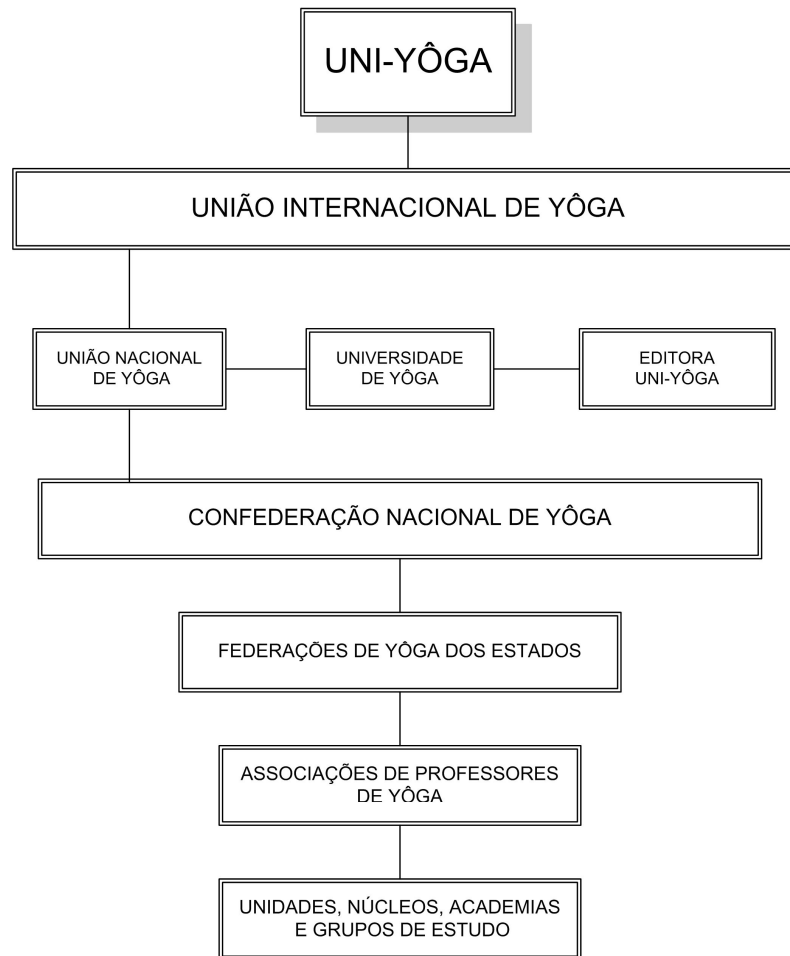 UNI-YÔGA
UNIÃO INTERNACIONAL DE YÔGA
UNIÃO NACIONAL
DE YÔGA
UNIVERSIDADE
DE YÔGA
EDITORA
UNI-YÔGA
CONFEDERAÇÃO NACIONAL DE YÔGA
FEDERAÇÕES DE YÔGA DOS ESTADOS
ASSOCIAÇÕES DE PROFESSORES
DE YÔGA
UNIDADES, NÚCLEOS, ACADEMIAS
E GRUPOS DE ESTUDO